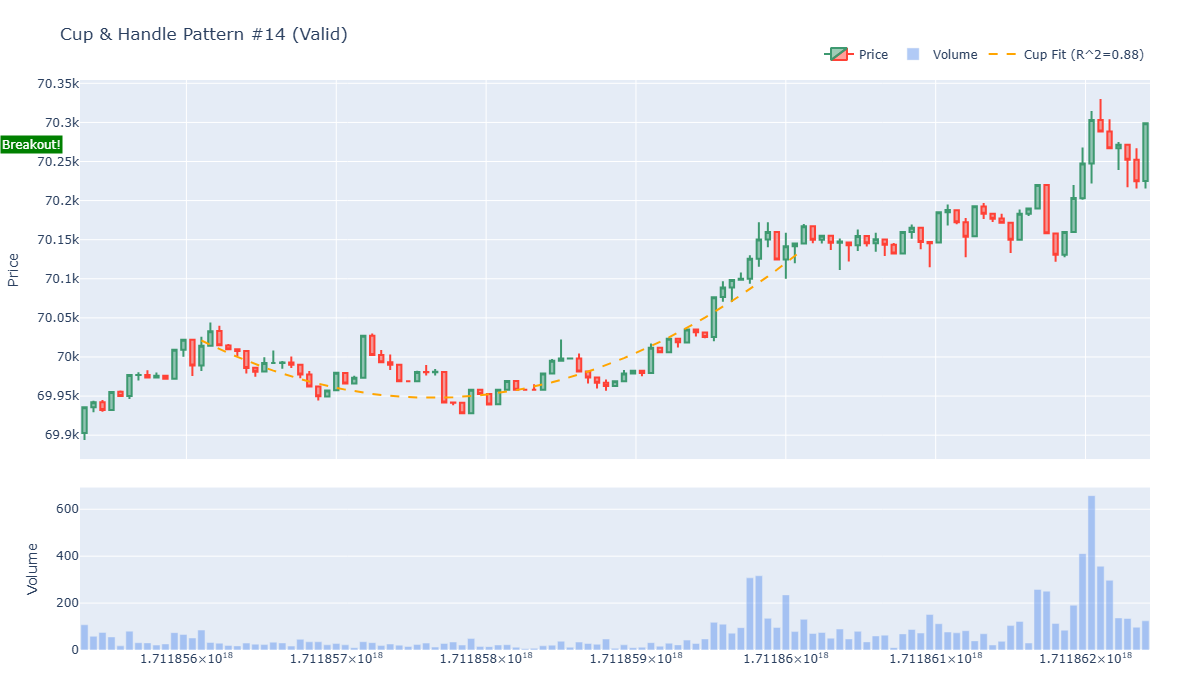 Cup & Handle Pattern #14 (Valid)
Price
Volume
Cup Fit (R^2=0.88)
70.35k
70.3k
Breakout!
70.25k
70.2k
70.15k
70.1k
70.05k
70k
69.95k
69.9k
Price
600
400
200
0
Volume
1.711856×10¹⁸
1.711857×10¹⁸
1.711858×10¹⁸
1.711859×10¹⁸
1.71186×10¹⁸
1.711861×10¹⁸
1.711862×10¹⁸